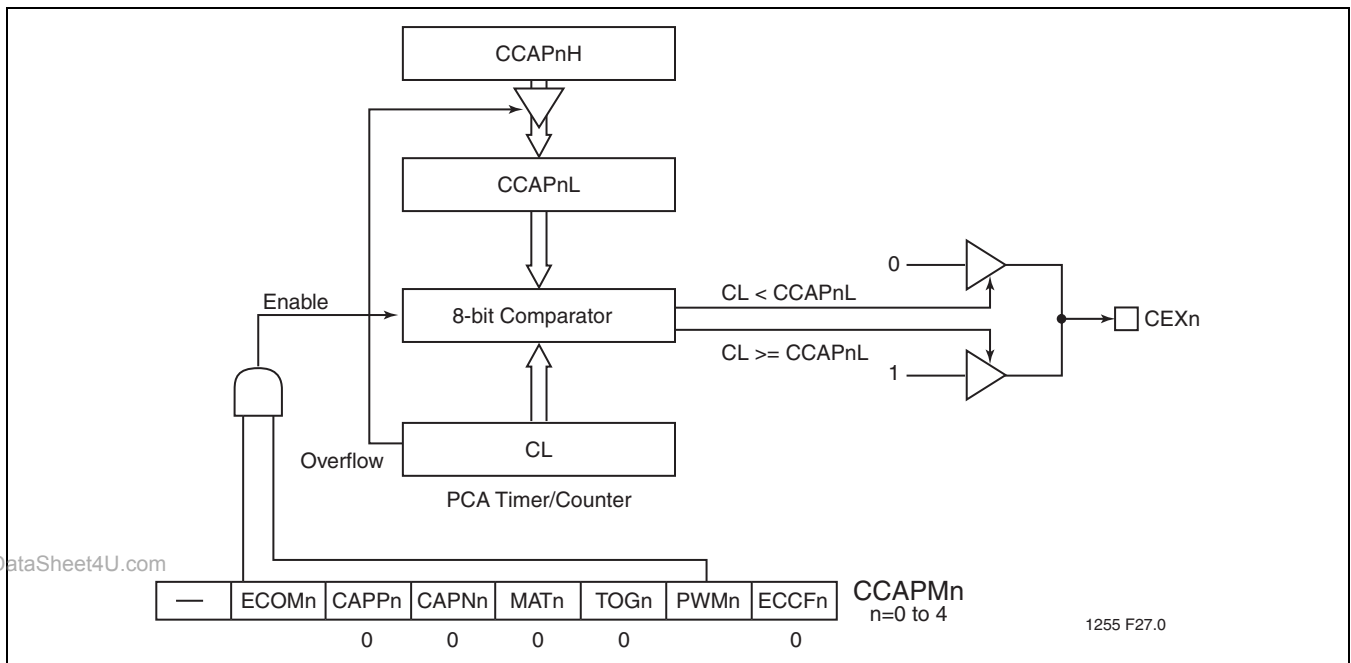 CCAPnH
CCAPnL
0
CL < CCAPnL
Enable
8-bit Comparator
CEXn
CL >= CCAPnL
1
CL
Overflow
PCA Timer/Counter
DataSheet4U.com
— ECOMn CAPPn CAPNn MATn TOGn PWMn ECCFn CCAPMn
n=0 to 4
0 0 0 0 0
1255 F27.0